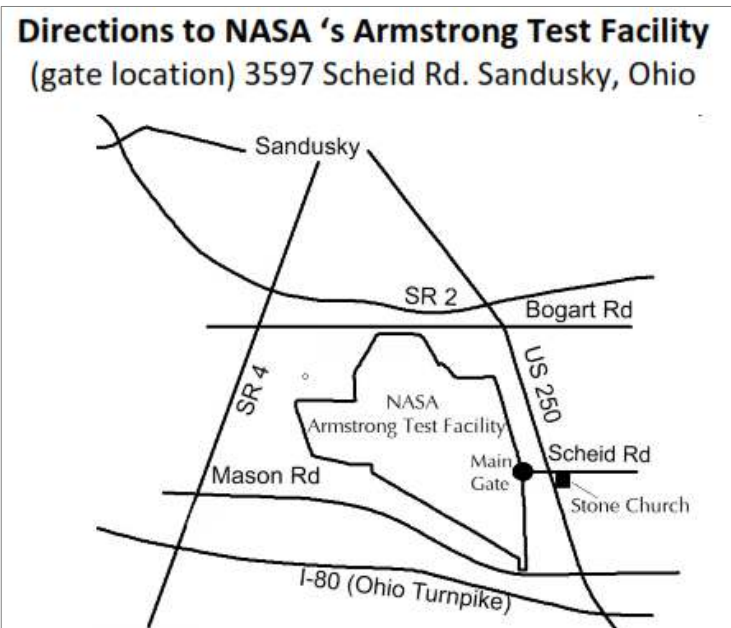 Directions to NASA ‘s Armstrong Test Facility
(gate location) 3597 Scheid Rd. Sandusky, Ohio
Sandusky
SR 2
Bogart Rd
US 250
SR 4
NASA
Armstrong Test Facility
Scheid Rd
Main
Gate
Mason Rd
Stone Church
I-80 (Ohio Turnpike)